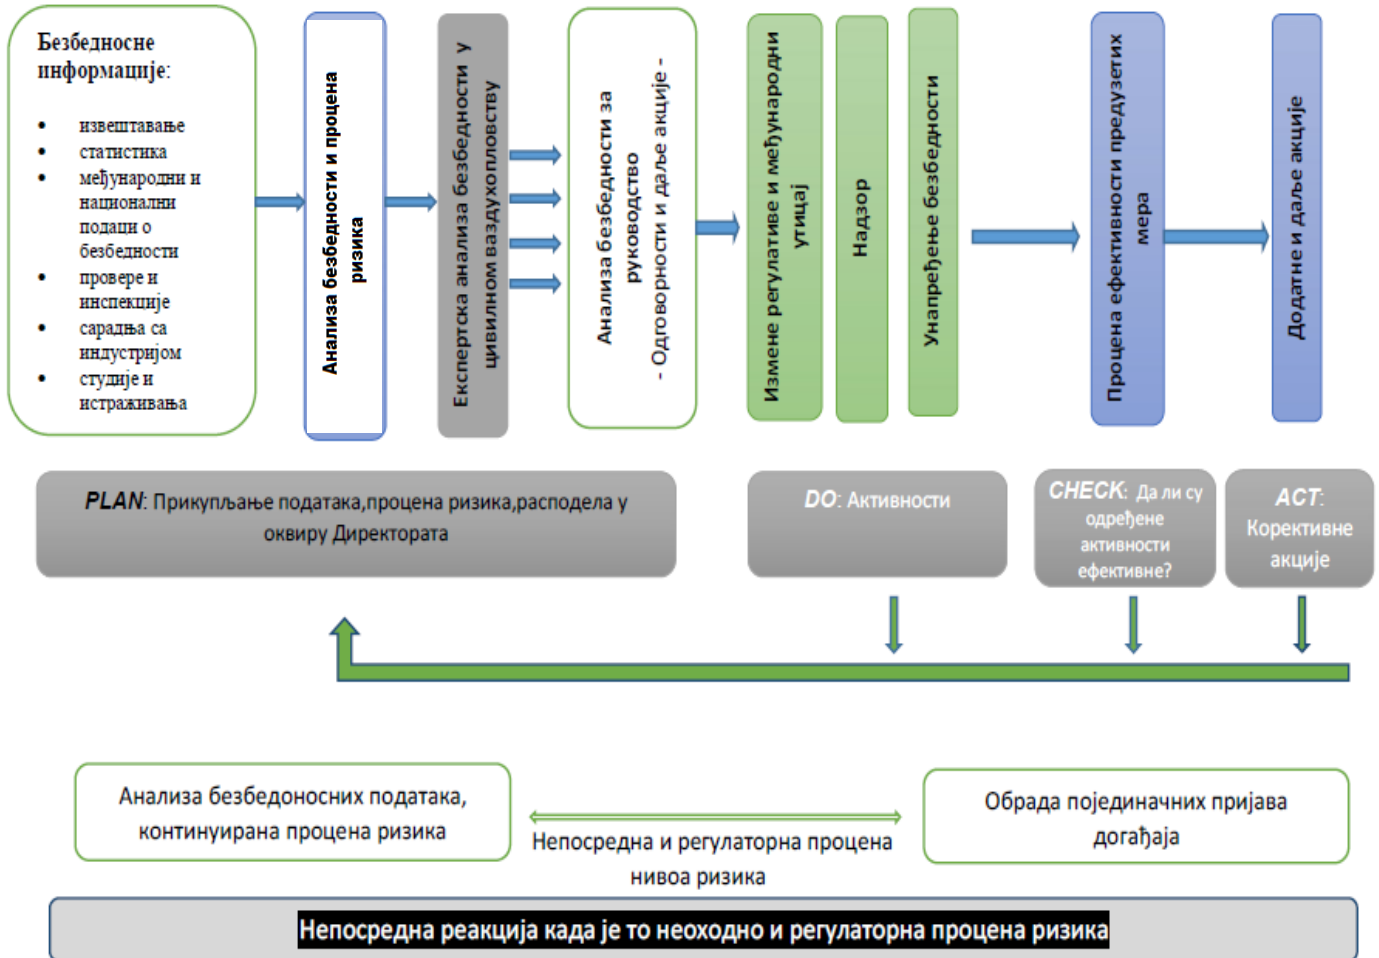 Безбедносне
информације:
• извештавање
• статистика
• међународни и
национални
подаци о
безбедности
• провере и
инспекције
• сарадња са
индустријом
• студије и
истраживања
Анализа безбедности и процена
ризика
Експертска анализа безбедности у
цивилном ваздухопловству
Анализа безбедности за
руководство
- Одговорности и даље акције -
Измене регулативе и међународни
утицај
Надзор
Унапређење безбедности
Процена ефективности предузетих
мера
Додатне и даље акције
PLAN: Прикупљање података,процена ризика,расподела у
оквиру Директората
DO: Активности
CHECK: Да ли су
одређене
активности
ефективне?
ACT:
Корективне
акције
Анализа безбедоносних података,
континуирана процена ризика
Непосредна и регулаторна процена
нивоа ризика
Обрада појединачних пријава
догађаја
Непосредна реакција када је то неоходно и регулаторна процена ризика